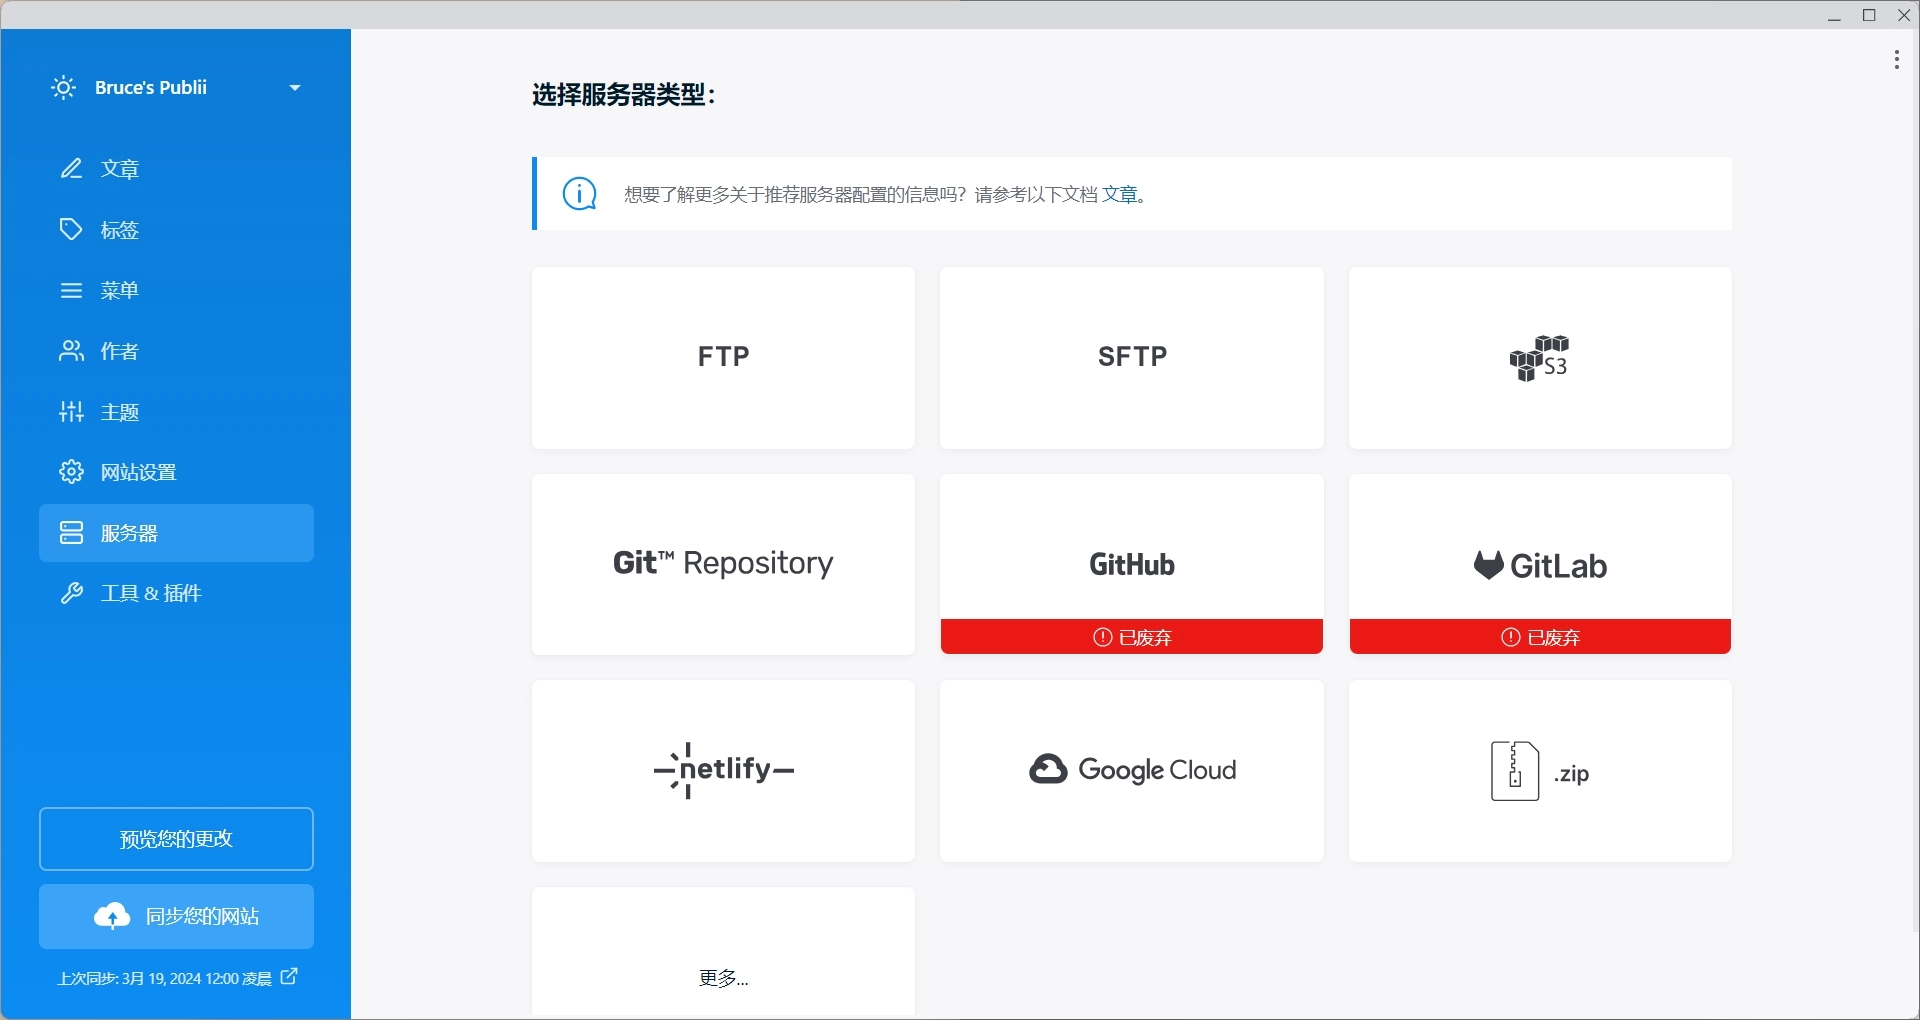 Bruce's Publii
文章
标签
菜单
作者
主题
网站设置
服务器
工具 & 插件
预览您的更改
同步您的网站
上次同步: 3月 19, 2024 12:00 凌晨
选择服务器类型：
想要了解更多关于推荐服务器配置的信息吗？请参考以下文档 文章。
FTP
SFTP
S3
Git™ Repository
GitHub
已废弃
GitLab
已废弃
netlify
Google Cloud
.zip
更多...